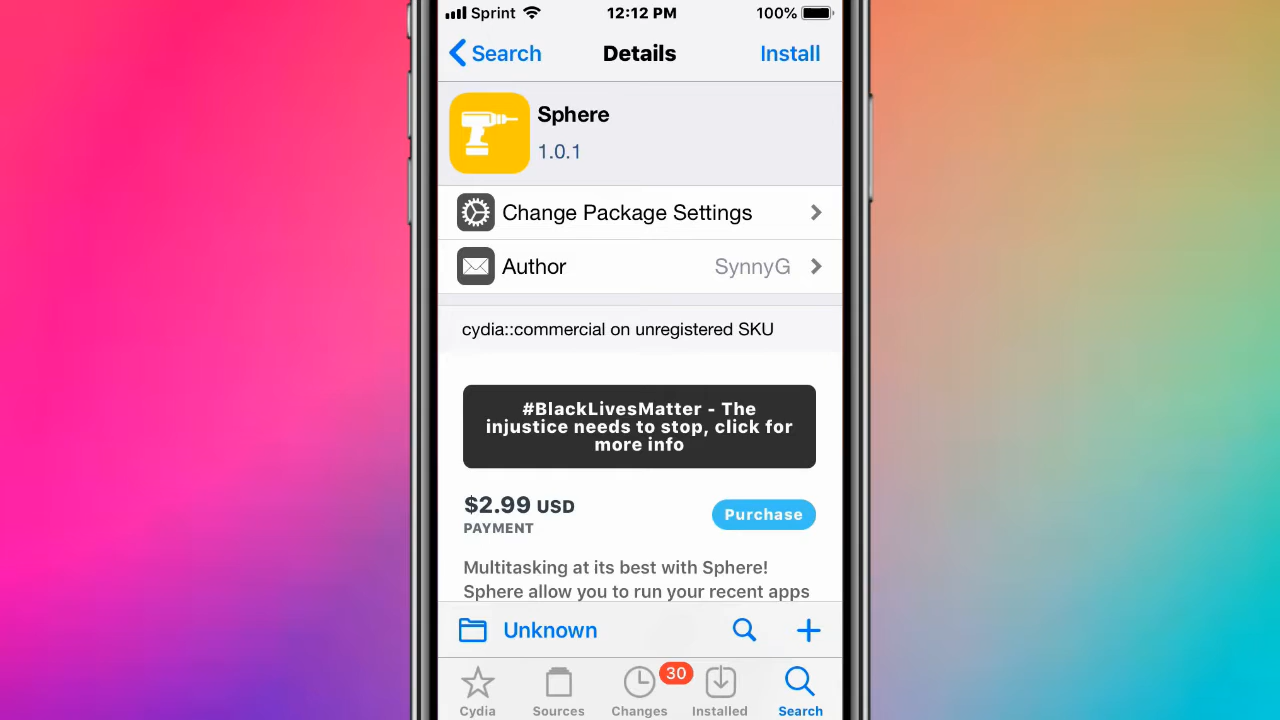 Sprint 12:12 PM 100%
Search Details Install
Sphere
1.0.1
Change Package Settings
Author SynnyG
cydia::commercial on unregistered SKU
#BlackLivesMatter - The
injustice needs to stop, click for
more info
$2.99 USD
PAYMENT
Purchase
Multitasking at its best with Sphere!
Sphere allow you to run your recent apps
Unknown
30
Cydia Sources Changes Installed Search